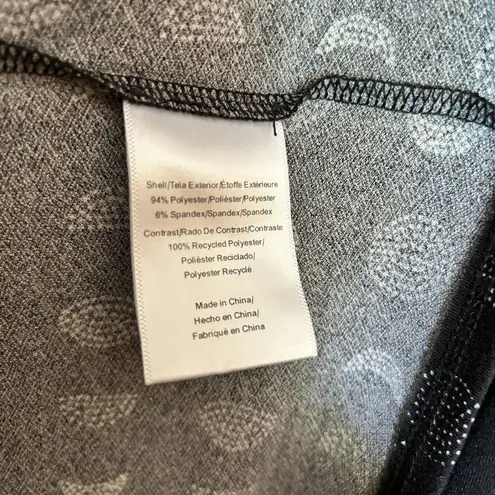 Shell/Tela Exterior/Étoffe Extérieure
94% Polyester/Poliéster/Polyester
6% Spandex/Spandex/Spandex
Contrast/Rado De Contrast/Contraste
100% Recycled Polyester/
Poliéster Reciclado/
Polyester Recyclé
Made in China/
Hecho en China/
Fabriqué en China